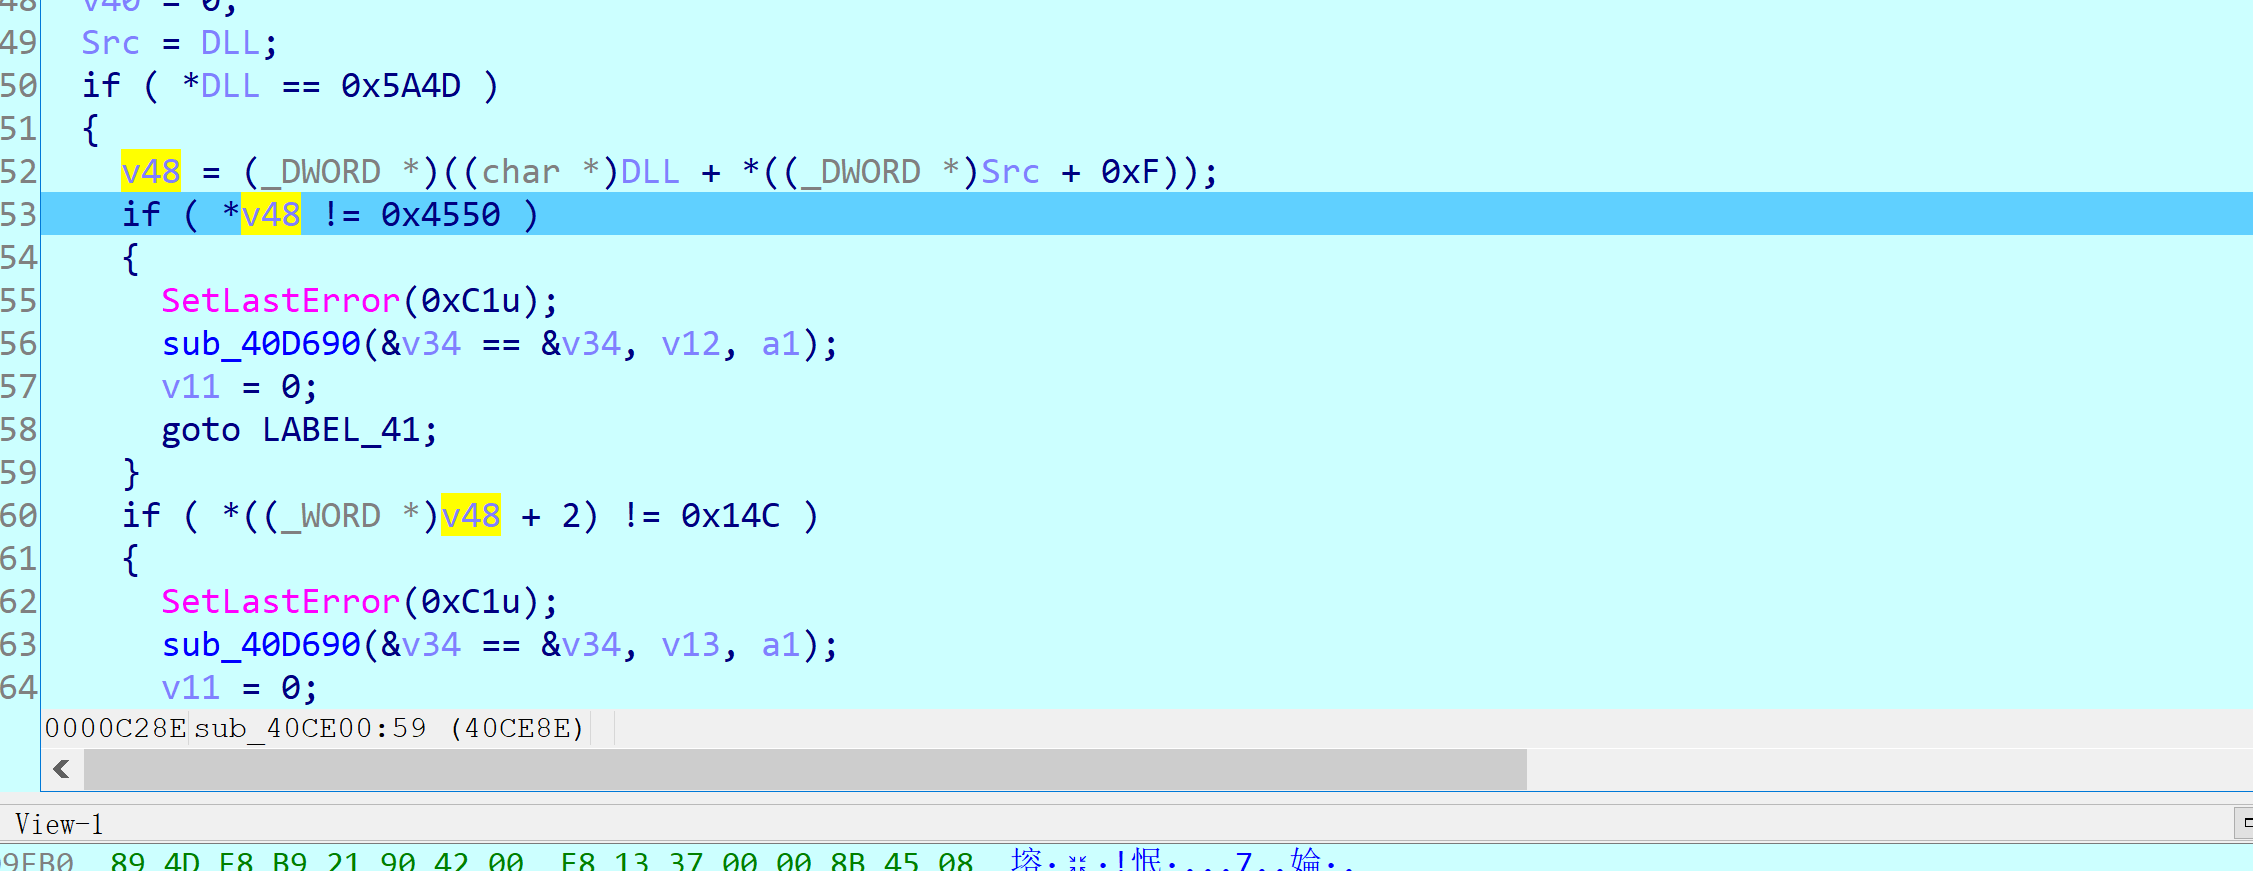 48 v40 = 0;
49 Src = DLL;
50 if ( *DLL == 0x5A4D )
51 {
52 v48 = (_DWORD *)((char *)DLL + *((_DWORD *)Src + 0xF));
53 if ( *v48 != 0x4550 )
54 {
55 SetLastError(0xC1u);
56 sub_40D690(&v34 == &v34, v12, a1);
57 v11 = 0;
58 goto LABEL_41;
59 }
60 if ( *((_WORD *)v48 + 2) != 0x14C )
61 {
62 SetLastError(0xC1u);
63 sub_40D690(&v34 == &v34, v13, a1);
64 v11 = 0;
0000C28E sub_40CE00:59 (40CE8E)
View-1
9EB0 89 4D E8 B9 21 90 42 00 E8 13 37 00 00 8B 45 08